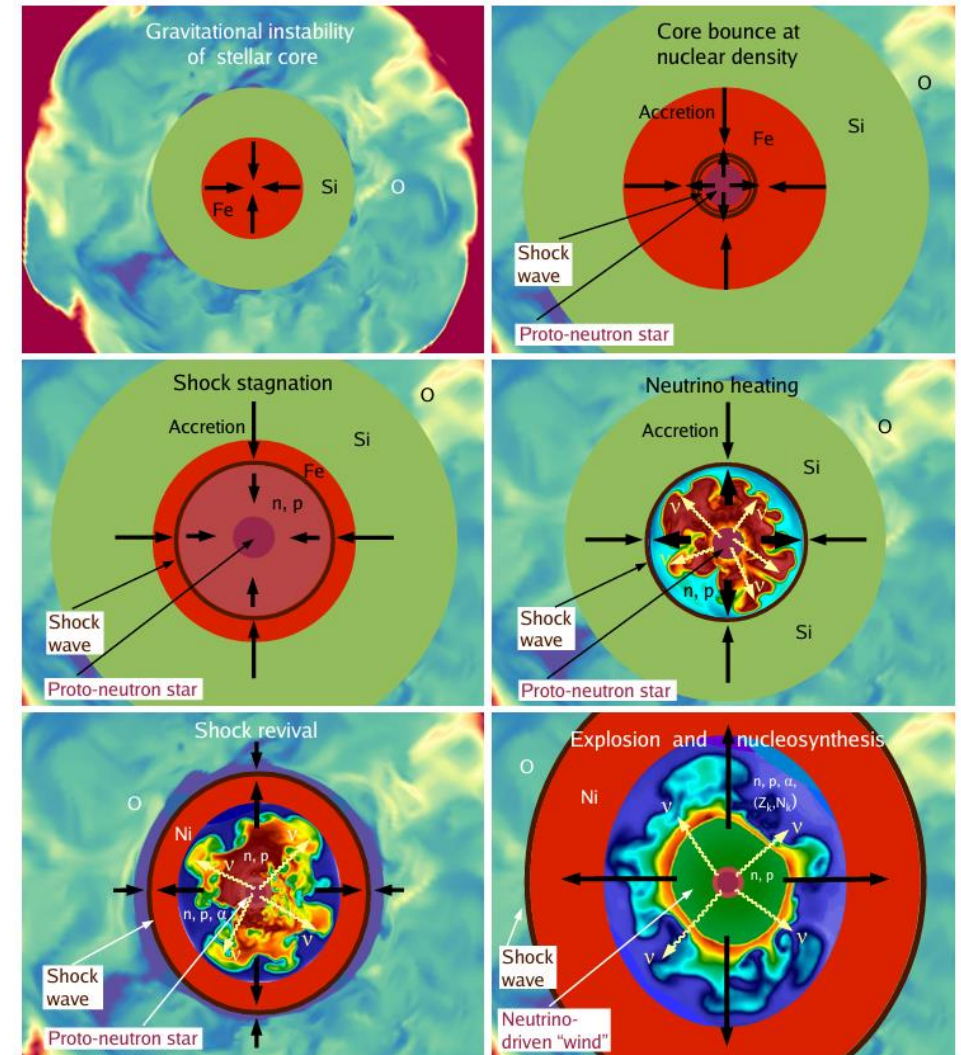 Gravitational instability
of stellar core
Fe
Si
O
Core bounce at
nuclear density
O
Accretion
Fe
Si
Shock
wave
Proto-neutron star
Shock stagnation
O
Accretion
Si
Fe
n, p
Shock
wave
Proto-neutron star
Neutrino heating
Accretion
O
Si
ν
ν
ν
ν
n, p
ν
Si
Shock
wave
Proto-neutron star
Shock revival
O
Ni
ν
n, p
ν
n, p, α
ν
ν
Shock
wave
Proto-neutron star
Explosion and nucleosynthesis
O
Ni
n, p, α,
(Zk,Nk)
ν
ν
n, p
ν
ν
Shock
wave
Neutrino-
driven "wind"